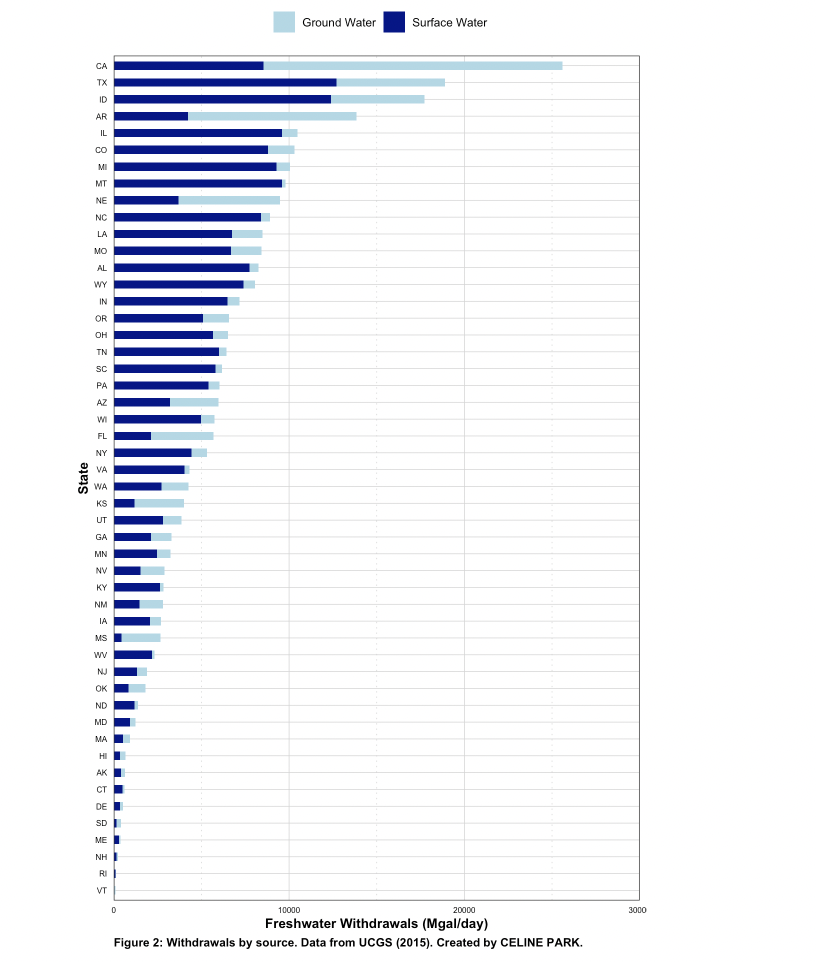 Ground Water Surface Water
CA
TX
ID
AR
IL
CO
MI
MT
NE
NC
LA
MO
AL
WY
IN
OR
OH
TN
SC
PA
AZ
WI
FL
NY
VA
WA
KS
UT
GA
MN
NV
KY
NM
IA
MS
WV
NJ
OK
ND
MD
MA
HI
AK
CT
DE
SD
ME
NH
RI
VT
State
0 10000 20000 3000
Freshwater Withdrawals (Mgal/day)
Figure 2: Withdrawals by source. Data from UCGS (2015). Created by CELINE PARK.